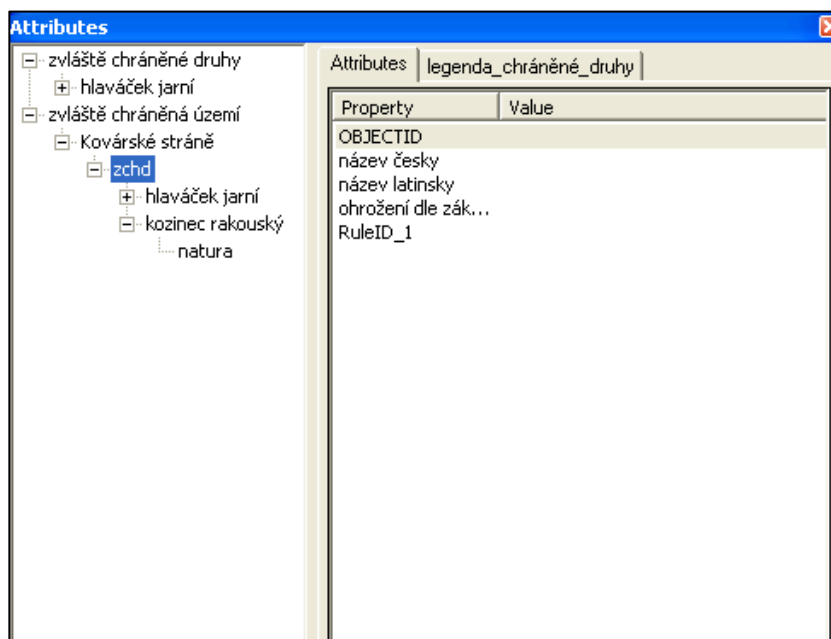 Attributes
zvláště chráněné druhy
hlaváček jarní
zvláště chráněná území
Kovárské stráně
zchd
hlaváček jarní
kozinec rakouský
natura
Attributes legenda_chráněné_druhy
Property Value
OBJECTID
název česky
název latinsky
ohrožení dle zák...
RuleID_1